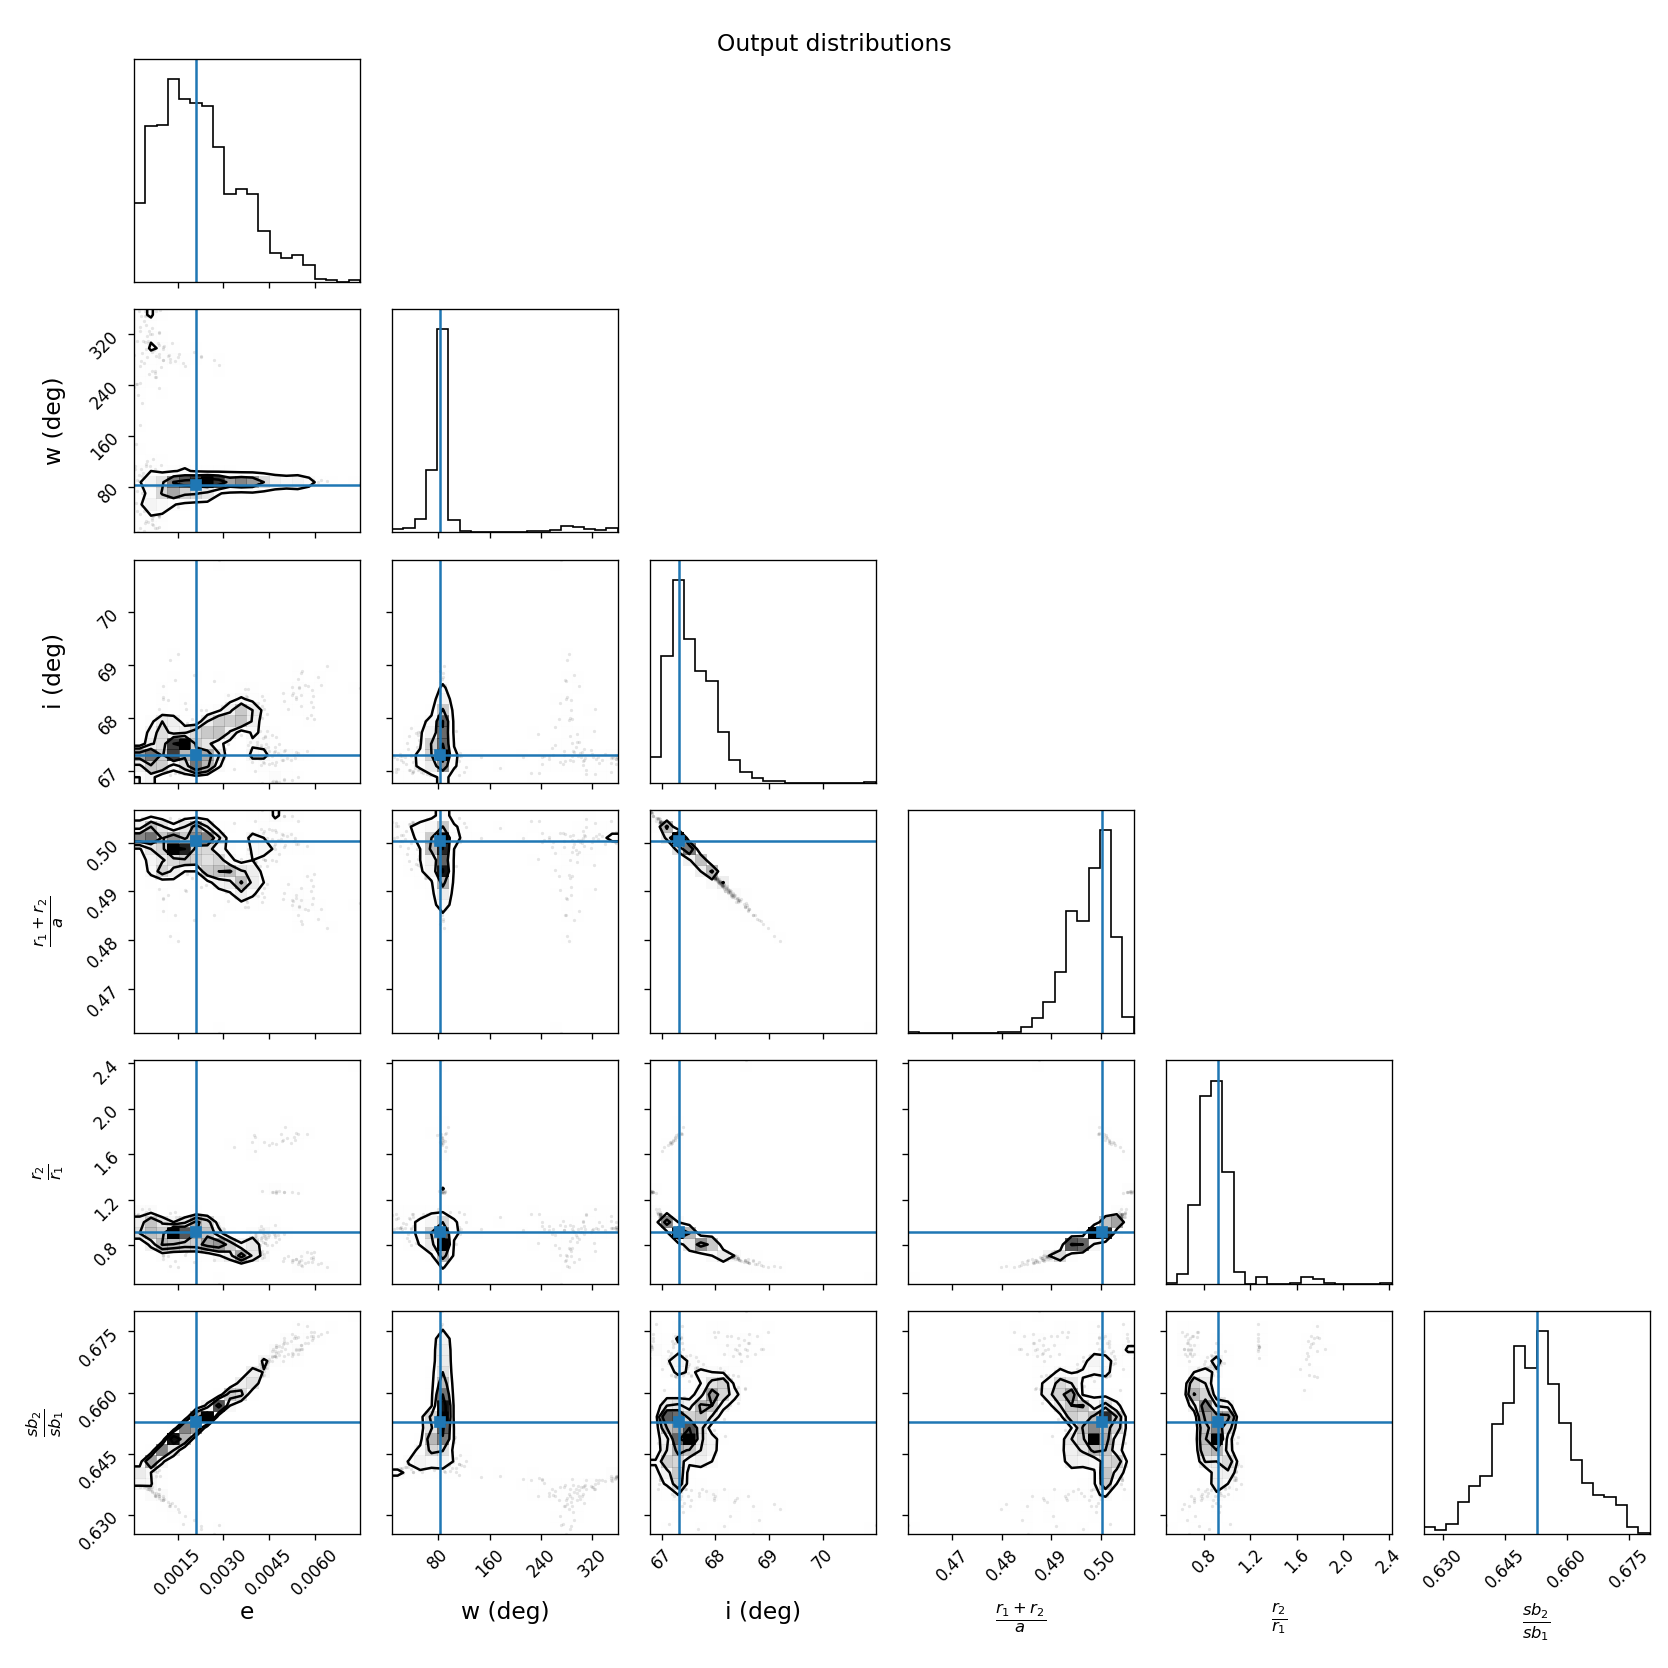 Output distributions
320
240
160
80
w (deg)
70
69
68
67
i (deg)
0.50
0.49
0.48
0.47
r₁ + r₂
a
2.4
2.0
1.6
1.2
0.8
r₂
r₁
0.675
0.660
0.645
0.630
sb₂
sb₁
0.0015 0.0030 0.0045 0.0060
80 160 240 320
67 68 69 70
0.47 0.48 0.49 0.50
0.8 1.2 1.6 2.0 2.4
0.630 0.645 0.660 0.675
e
w (deg)
i (deg)
r₁ + r₂
a
r₂
r₁
sb₂
sb₁